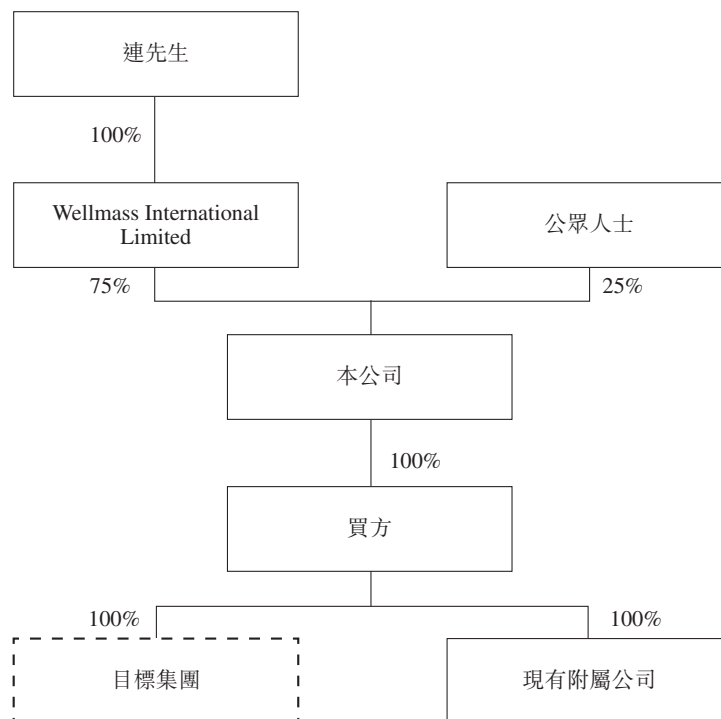 連先生
100%
Wellmass International
Limited
公眾人士
75%
25%
本公司
100%
買方
100%
100%
目標集團
現有附屬公司